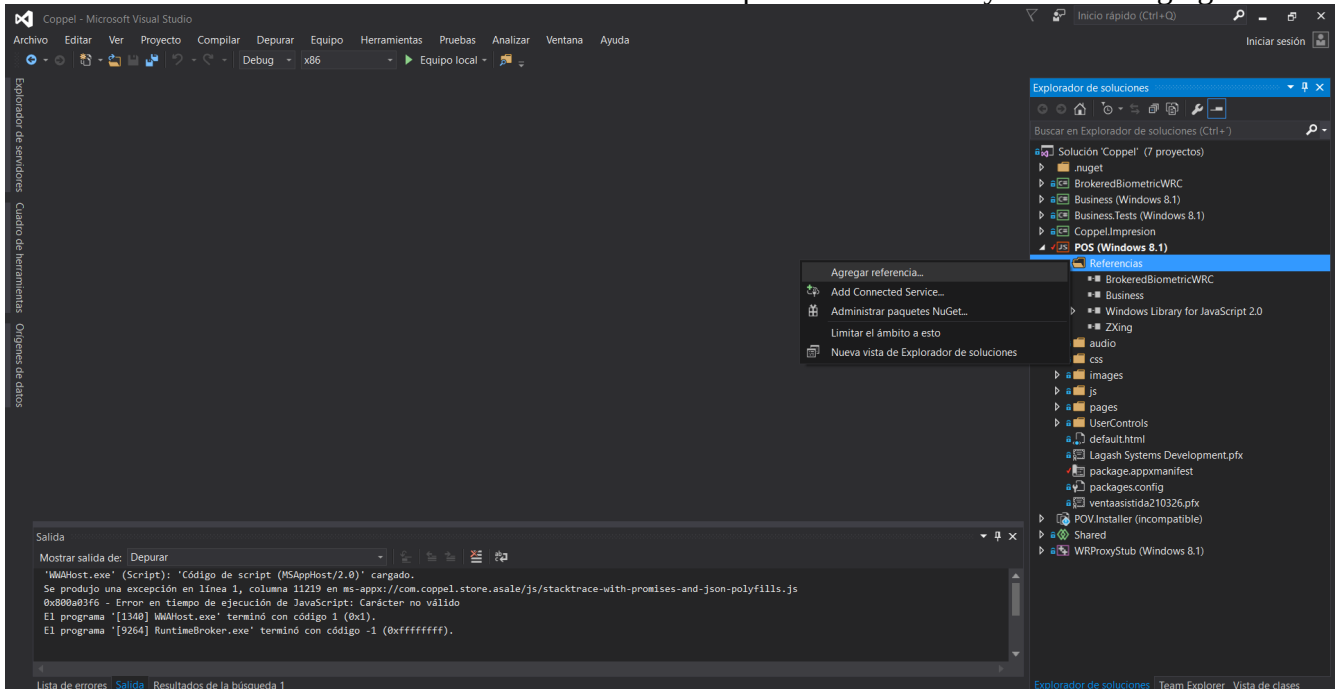 Coppel - Microsoft Visual Studio
Inicio rápido (Ctrl+Q)
Archivo Editar Ver Proyecto Compilar Depurar Equipo Herramientas Pruebas Analizar Ventana Ayuda
Iniciar sesión
Debug x86 Equipo local
Explorador de servidores
Cuadro de herramientas
Orígenes de datos
Explorador de soluciones
Buscar en Explorador de soluciones (Ctrl+¨)
Solución 'Coppel' (7 proyectos)
.nuget
BrokeredBiometricWRC
Business (Windows 8.1)
Business.Tests (Windows 8.1)
Coppel.Impresion
POS (Windows 8.1)
Referencias
BrokeredBiometricWRC
Business
Windows Library for JavaScript 2.0
ZXing
audio
css
images
js
pages
UserControls
default.html
Lagash Systems Development.pfx
package.appxmanifest
packages.config
ventaasistida210326.pfx
POV.Installer (incompatible)
Shared
WRProxyStub (Windows 8.1)
Agregar referencia...
Add Connected Service...
Administrar paquetes NuGet...
Limitar el ámbito a esto
Nueva vista de Explorador de soluciones
Salida
Mostrar salida de: Depurar
'WWAHost.exe' (Script): 'Código de script (MSAppHost/2.0)' cargado.
Se produjo una excepción en línea 1, columna 11219 en ms-appx://com.coppel.store.asale/js/stacktrace-with-promises-and-json-polyfills.js
0x800a03f6 - Error en tiempo de ejecución de JavaScript: Carácter no válido
El programa '[1340] WWAHost.exe' terminó con código 1 (0x1).
El programa '[9264] RuntimeBroker.exe' terminó con código -1 (0xffffffff).
Lista de errores Salida Resultados de la búsqueda 1
Explorador de soluciones Team Explorer Vista de clases